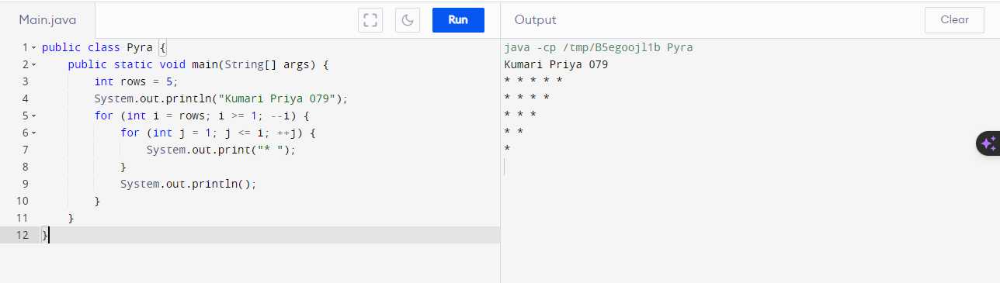 Main.java
Run
Output
Clear
1 public class Pyra {
2     public static void main(String[] args) {
3         int rows = 5;
4         System.out.println("Kumari Priya 079");
5         for (int i = rows; i >= 1; --i) {
6             for (int j = 1; j <= i; ++j) {
7                 System.out.print("* ");
8             }
9             System.out.println();
10         }
11     }
12 }
java -cp /tmp/B5egoojl1b Pyra
Kumari Priya 079
* * * * *
* * * *
* * *
* *
*